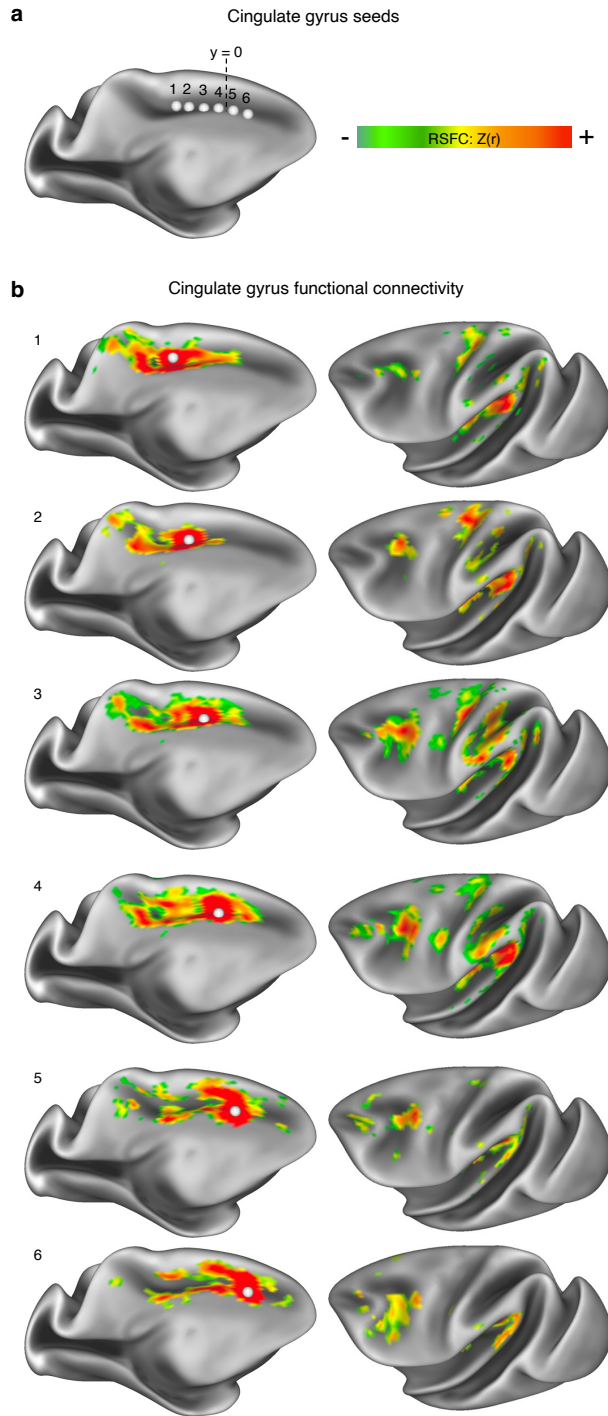 a
Cingulate gyrus seeds
y = 0
1 2 3 4 5 6
- RSFC: Z(r) +
b
Cingulate gyrus functional connectivity
1
2
3
4
5
6